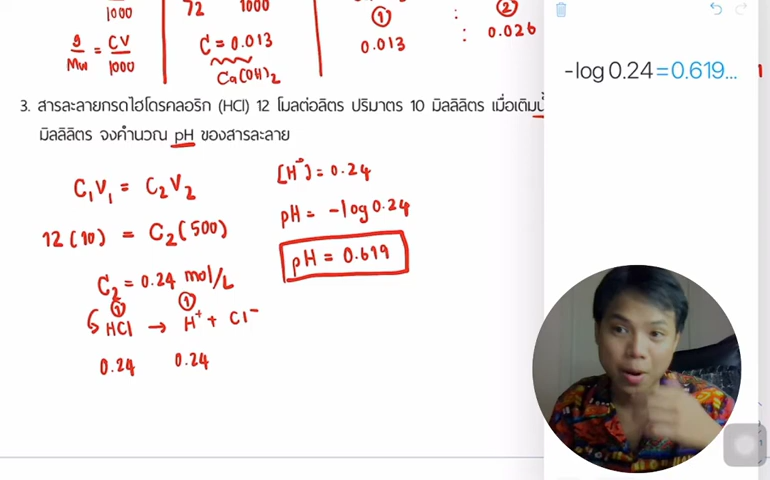 1000
72
1000
① : ②
g/Mw = CV/1000
C = 0.013
Ca(OH)₂
0.013 : 0.026
-log0.24=0.619...
3. สารละลายกรดไฮโดรคลอริก (HCl) 12 โมลต่อลิตร ปริมาตร 10 มิลลิลิตร เมื่อเติม
มิลลิลิตร จงคำนวณ pH ของสารละลาย
C₁V₁ = C₂V₂
12(10) = C₂(500)
C₂ = 0.24 mol/L
① ①
HCl → H⁺ + Cl⁻
0.24 0.24
[H⁺] = 0.24
pH = -log 0.24
pH = 0.619